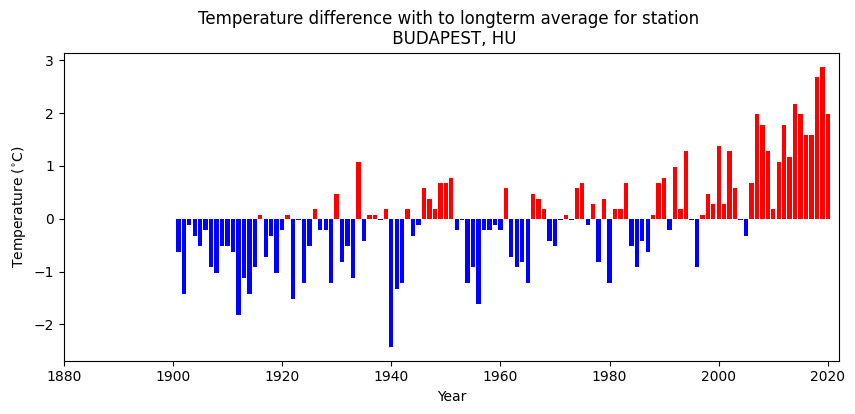 Temperature difference with to longterm average for station
BUDAPEST, HU
3
2
1
0
−1
−2
Temperature (°C)
1880 1900 1920 1940 1960 1980 2000 2020
Year